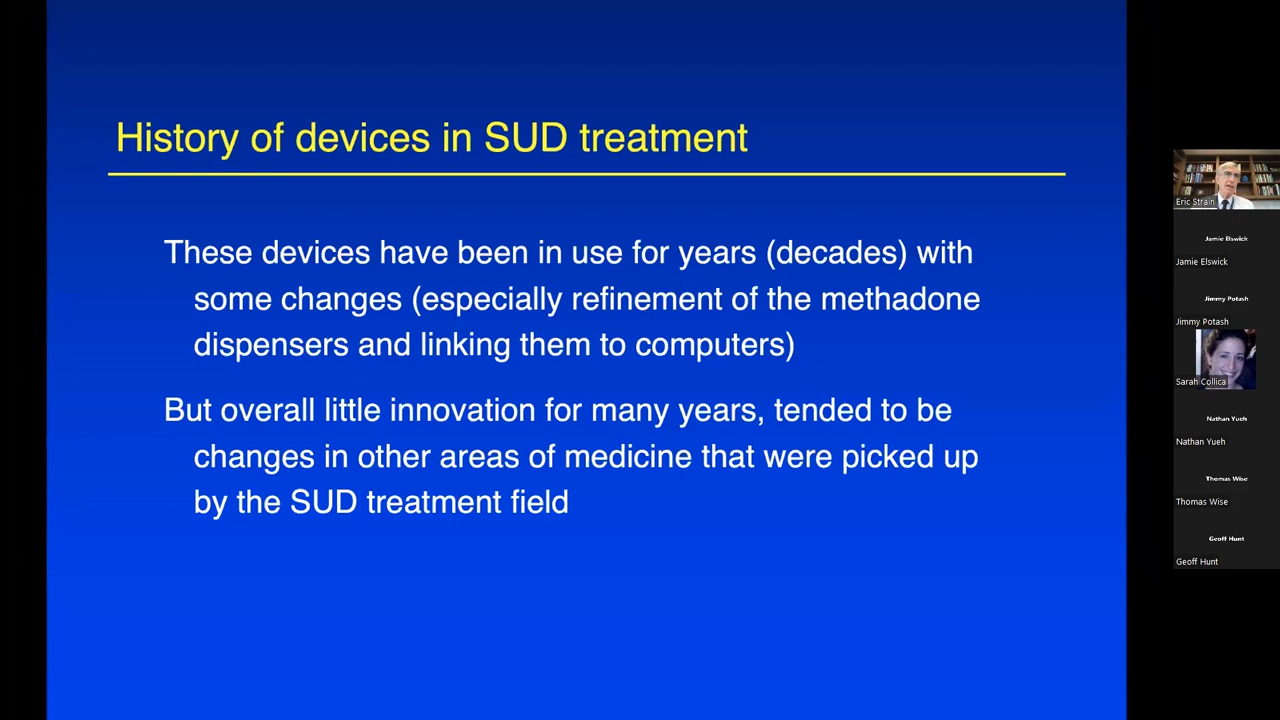 History of devices in SUD treatment
These devices have been in use for years (decades) with
some changes (especially refinement of the methadone
dispensers and linking them to computers)
But overall little innovation for many years, tended to be
changes in other areas of medicine that were picked up
by the SUD treatment field
Eric Strain
Jamie Elswick
Jamie Elswick
Jimmy Potash
Jimmy Potash
Sarah Collica
Nathan Yueh
Nathan Yueh
Thomas Wise
Thomas Wise
Geoff Hunt
Geoff Hunt